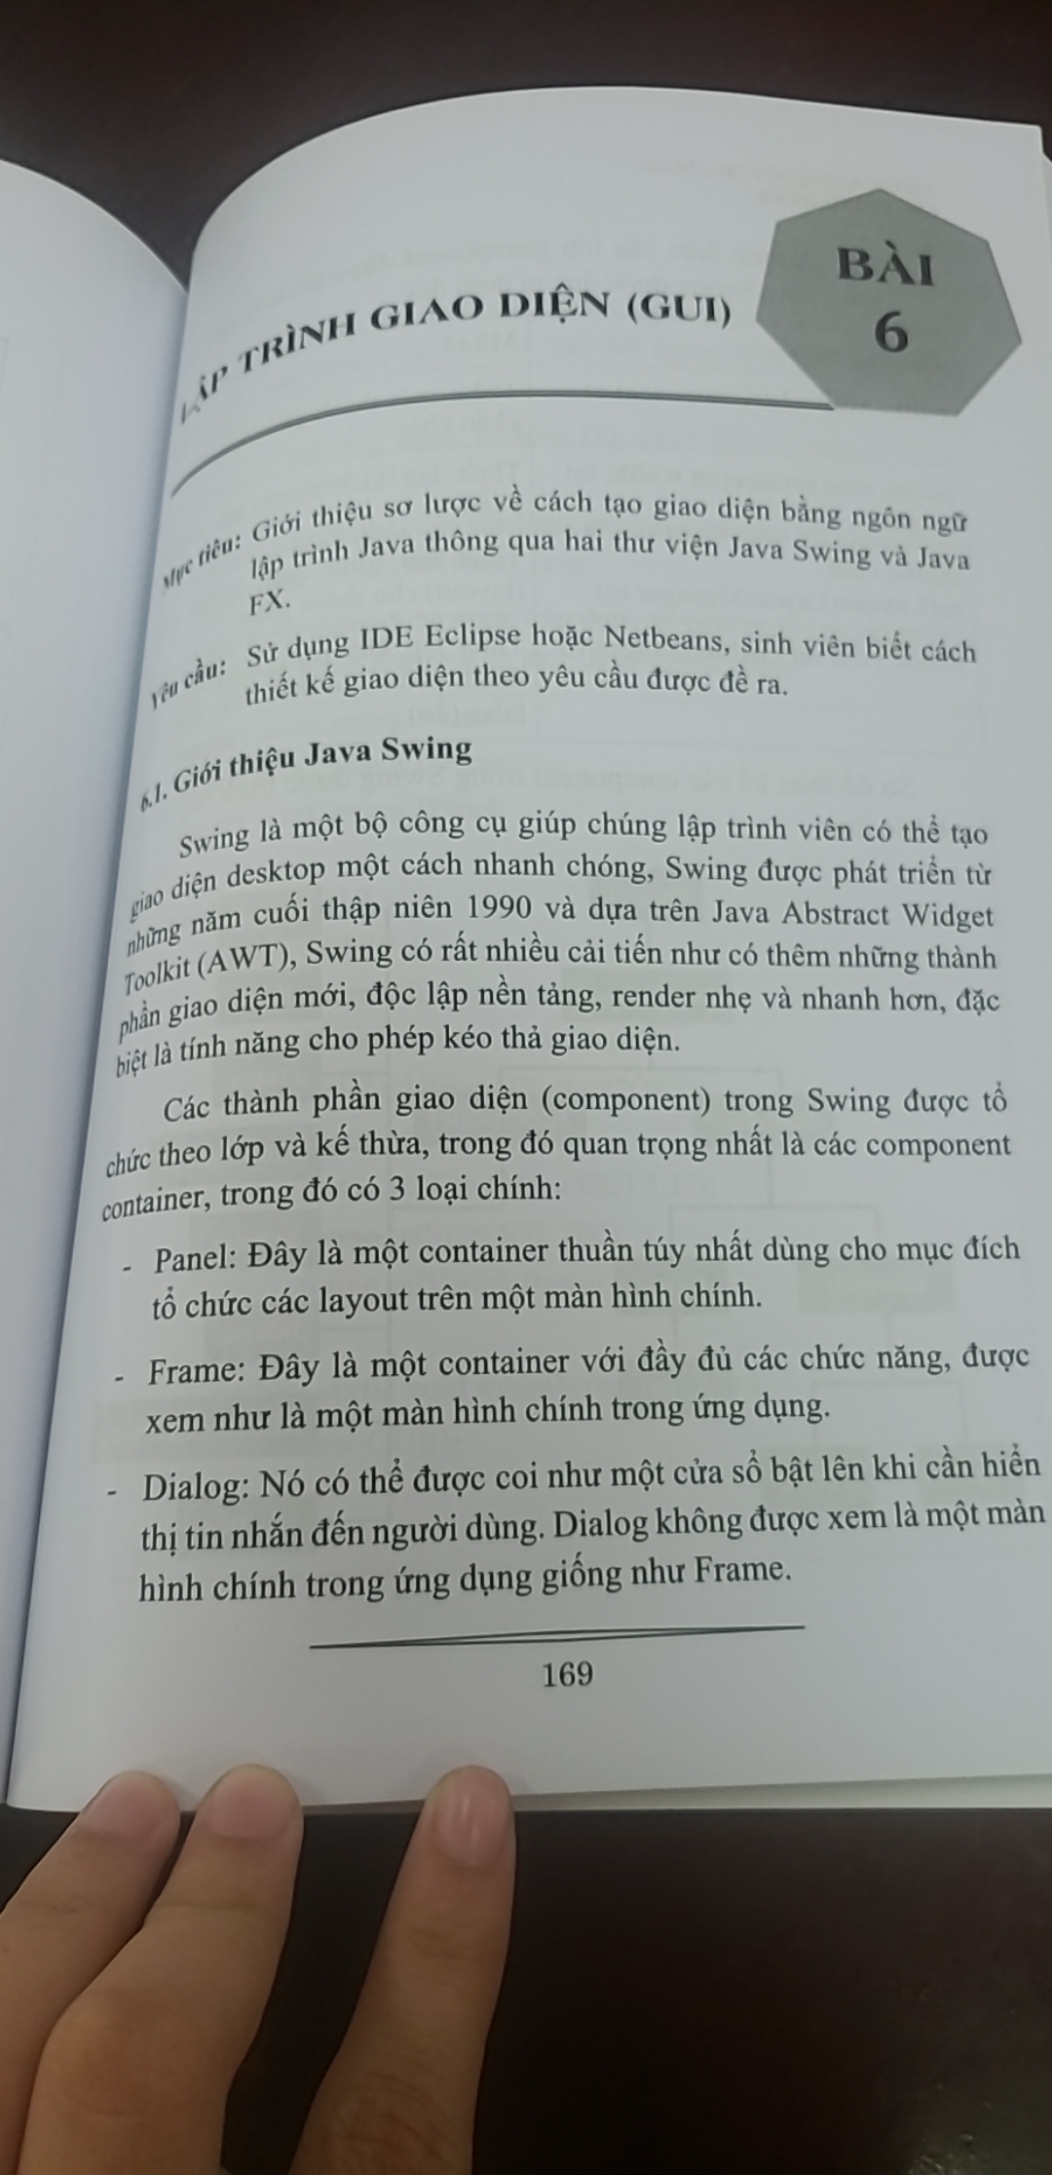 BÀI
6
LẬP TRÌNH GIAO DIỆN (GUI)
Mục tiêu: Giới thiệu sơ lược về cách tạo giao diện bằng ngôn ngữ
lập trình Java thông qua hai thư viện Java Swing và Java
FX.
Yêu cầu: Sử dụng IDE Eclipse hoặc Netbeans, sinh viên biết cách
thiết kế giao diện theo yêu cầu được đề ra.
6.1. Giới thiệu Java Swing
Swing là một bộ công cụ giúp chúng lập trình viên có thể tạo
giao diện desktop một cách nhanh chóng, Swing được phát triển từ
những năm cuối thập niên 1990 và dựa trên Java Abstract Widget
Toolkit (AWT), Swing có rất nhiều cải tiến như có thêm những thành
phần giao diện mới, độc lập nền tảng, render nhẹ và nhanh hơn, đặc
biệt là tính năng cho phép kéo thả giao diện.
Các thành phần giao diện (component) trong Swing được tổ
chức theo lớp và kế thừa, trong đó quan trọng nhất là các component
container, trong đó có 3 loại chính:
- Panel: Đây là một container thuần túy nhất dùng cho mục đích
tổ chức các layout trên một màn hình chính.
- Frame: Đây là một container với đầy đủ các chức năng, được
xem như là một màn hình chính trong ứng dụng.
- Dialog: Nó có thể được coi như một cửa sổ bật lên khi cần hiển
thị tin nhắn đến người dùng. Dialog không được xem là một màn
hình chính trong ứng dụng giống như Frame.
169